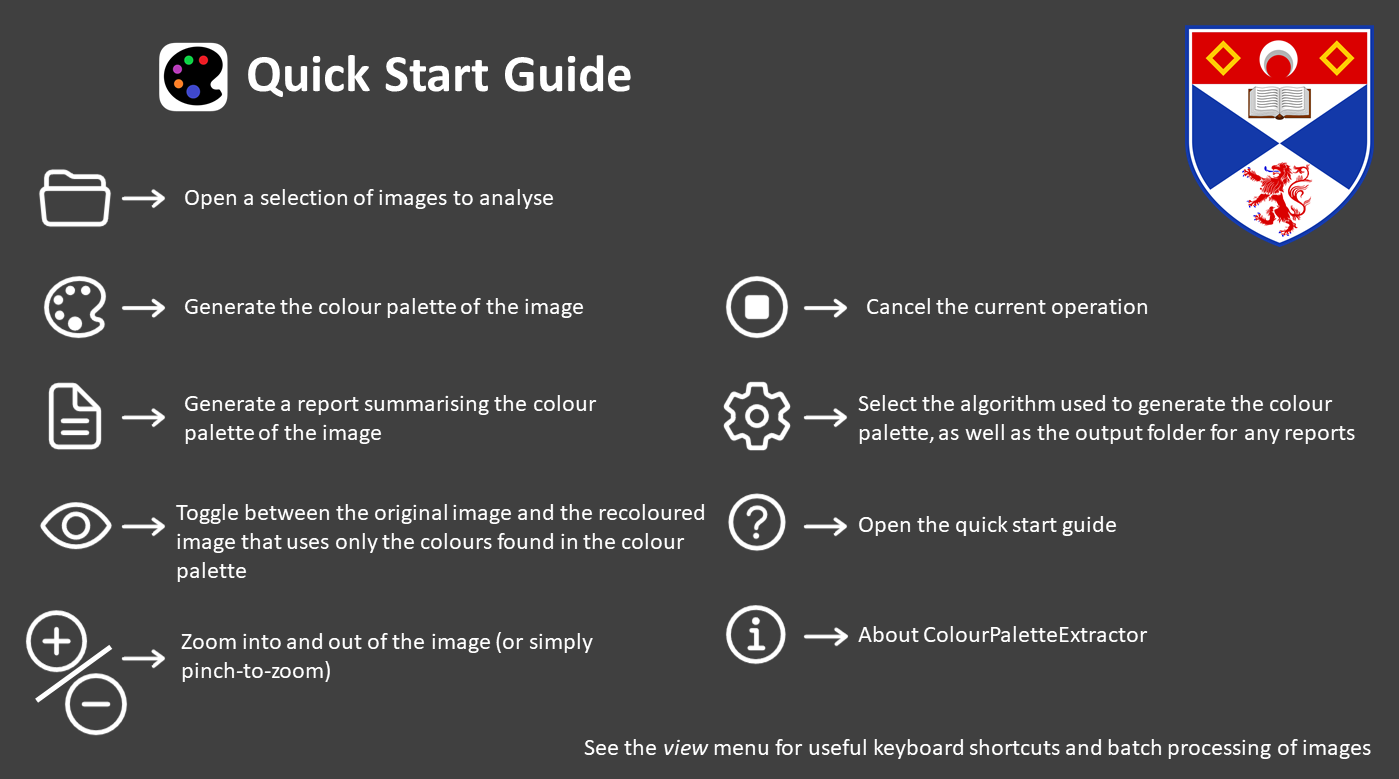 Quick Start Guide
Open a selection of images to analyse
Generate the colour palette of the image
Generate a report summarising the colour
palette of the image
Toggle between the original image and the recoloured
image that uses only the colours found in the colour
palette
Zoom into and out of the image (or simply
pinch-to-zoom)
Cancel the current operation
Select the algorithm used to generate the colour
palette, as well as the output folder for any reports
Open the quick start guide
About ColourPaletteExtractor
See the view menu for useful keyboard shortcuts and batch processing of images